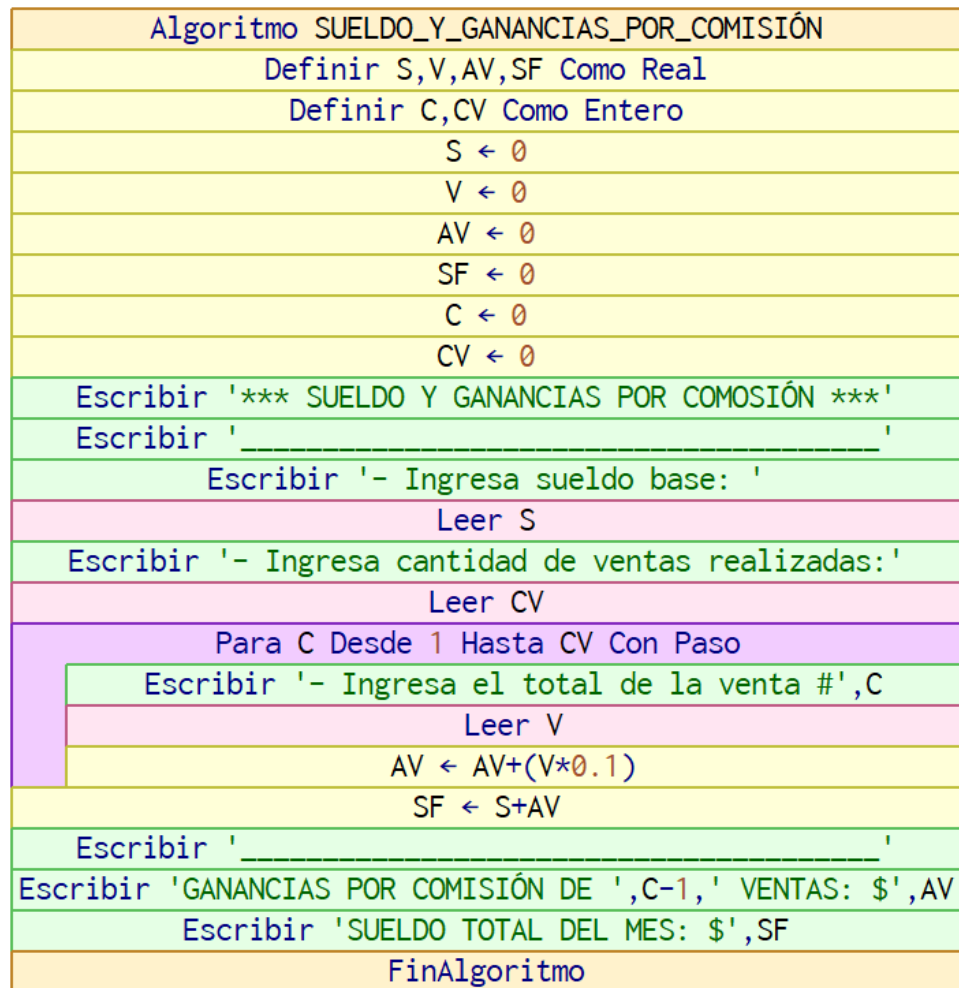 Algoritmo SUELDO_Y_GANANCIAS_POR_COMISIÓN
Definir S,V,AV,SF Como Real
Definir C,CV Como Entero
S ← 0
V ← 0
AV ← 0
SF ← 0
C ← 0
CV ← 0
Escribir '*** SUELDO Y GANANCIAS POR COMOSIÓN ***'
Escribir '_______________________________________'
Escribir '- Ingresa sueldo base: '
Leer S
Escribir '- Ingresa cantidad de ventas realizadas:'
Leer CV
Para C Desde 1 Hasta CV Con Paso
Escribir '- Ingresa el total de la venta #',C
Leer V
AV ← AV+(V*0.1)
SF ← S+AV
Escribir '_______________________________________'
Escribir 'GANANCIAS POR COMISIÓN DE ',C-1,' VENTAS: $',AV
Escribir 'SUELDO TOTAL DEL MES: $',SF
FinAlgoritmo